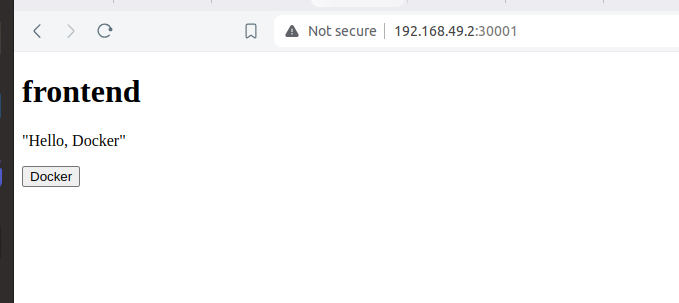 Not secure 192.168.49.2:30001
frontend
"Hello, Docker"
Docker